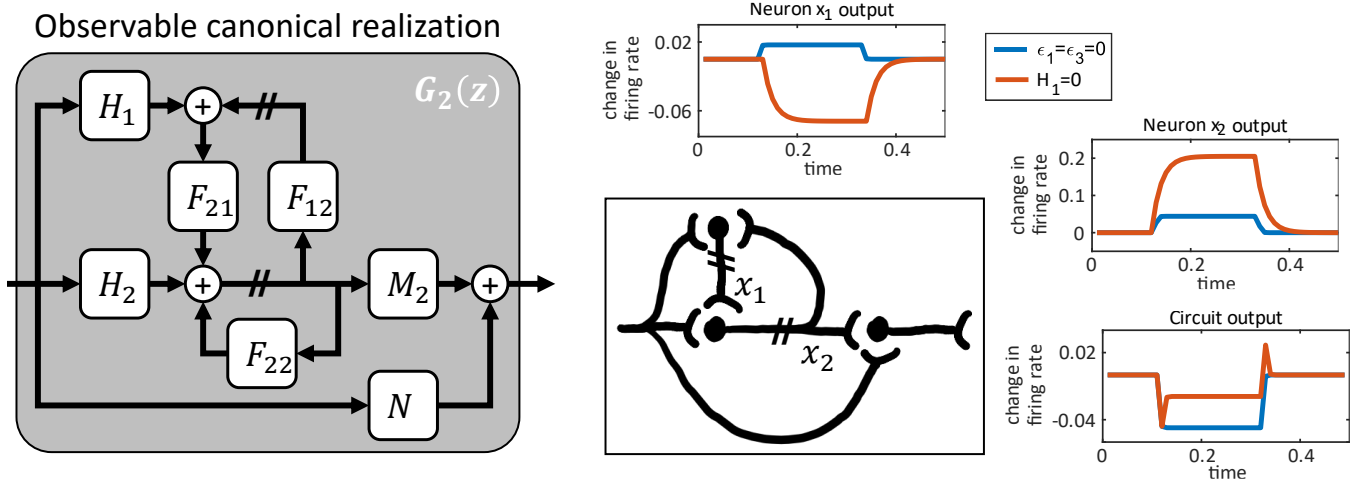 Observable canonical realization
G₂(z)
H₁
+
F₂₁
F₁₂
H₂
+
M₂
+
F₂₂
N
Neuron x₁ output
change in
firing rate
0.02
-0.06
0
0.2
0.4
time
ϵ₁=ϵ₃=0
H₁=0
x₁
x₂
Neuron x₂ output
change in
firing rate
0.2
0.1
0
0
0.2
0.4
time
Circuit output
change in
firing rate
0.02
-0.04
0
0.2
0.4
time